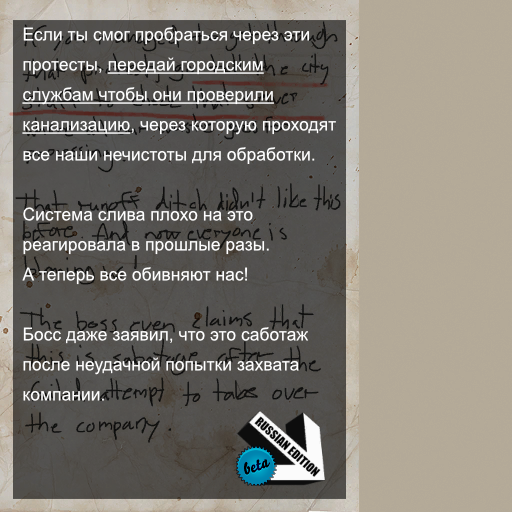 Если ты смог пробраться через эти
протесты, передай городским
службам чтобы они проверили
канализацию, через которую проходят
все наши нечистоты для обработки.
Система слива плохо на это
реагировала в прошлые разы.
А теперь все обивняют нас!
Босс даже заявил, что это саботаж
после неудачной попытки захвата
компании.
the city
That runoff ditch didn't like this
before. And now everyone is
The boss even claims that
this is sabotage after the
attempt to take over
the company.
RUSSIAN EDITION
beta